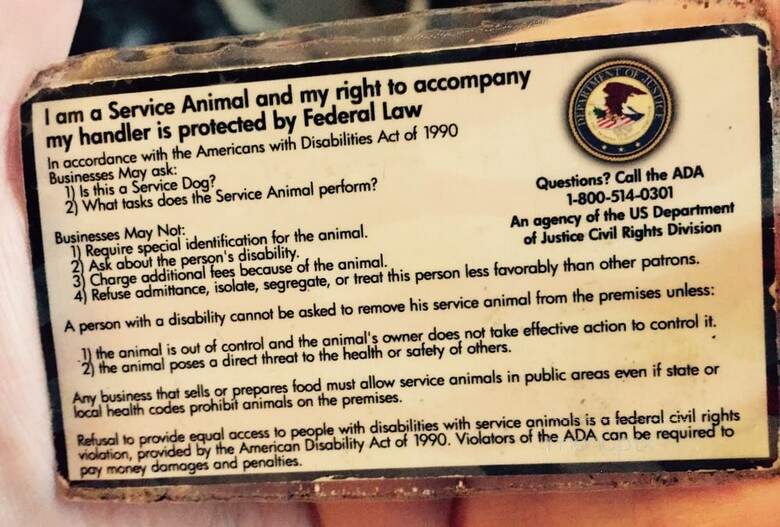 I am a Service Animal and my right to accompany
my handler is protected by Federal Law
In accordance with the Americans with Disabilities Act of 1990
Businesses May ask:
1) Is this a Service Dog?
2) What tasks does the Service Animal perform?
DEPARTMENT OF JUSTICE
Questions? Call the ADA
1-800-514-0301
An agency of the US Department
of Justice Civil Rights Division
Businesses May Not:
1) Require special identification for the animal.
2) Ask about the person's disability.
3) Charge additional fees because of the animal.
4) Refuse admittance, isolate, segregate, or treat this person less favorably than other patrons.
A person with a disability cannot be asked to remove his service animal from the premises unless:
1) the animal is out of control and the animal's owner does not take effective action to control it.
2) the animal poses a direct threat to the health or safety of others.
Any business that sells or prepares food must allow service animals in public areas even if state or
local health codes prohibit animals on the premises.
Refusal to provide equal access to people with disabilities with service animals is a federal civil rights
violation, provided by the American Disability Act of 1990. Violators of the ADA can be required to
pay money damages and penalties.